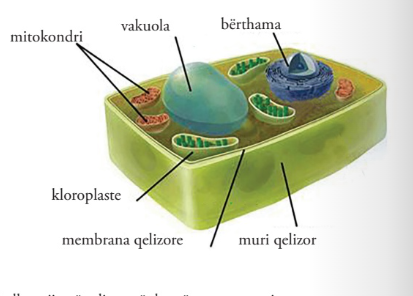 vakuola
bërthama
mitokondri
kloroplaste
membrana qelizore
muri qelizor